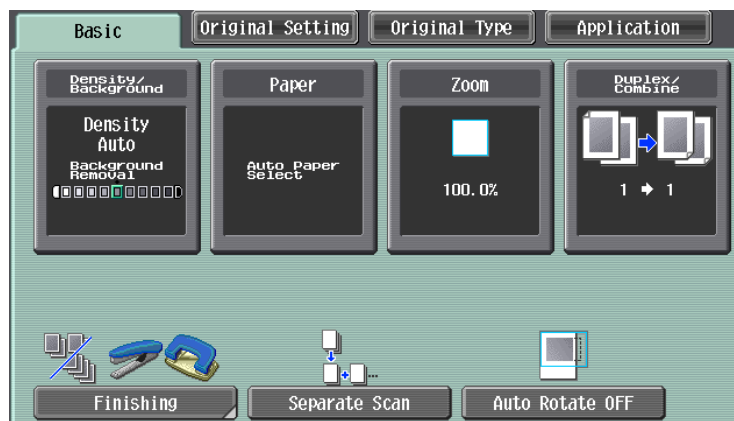 Basic
Original Setting
Original Type
Application
Density/
Background
Paper
Zoom
Duplex/
Combine
Density
Auto
Background
Removal
Auto Paper
Select
100.0%
1 → 1
Finishing
Separate Scan
Auto Rotate OFF